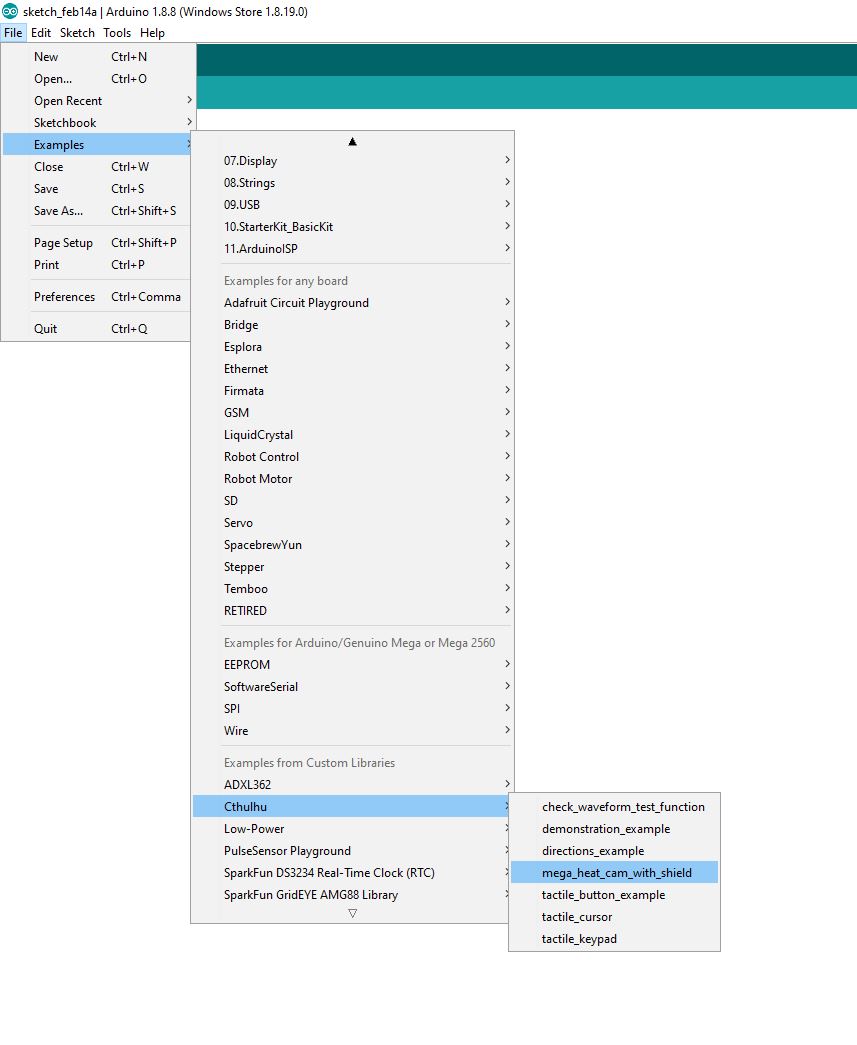 sketch_feb14a | Arduino 1.8.8 (Windows Store 1.8.19.0)
File Edit Sketch Tools Help
New Ctrl+N
Open... Ctrl+O
Open Recent
Sketchbook
Examples
Close Ctrl+W
Save Ctrl+S
Save As... Ctrl+Shift+S
Page Setup Ctrl+Shift+P
Print Ctrl+P
Preferences Ctrl+Comma
Quit Ctrl+Q
07.Display
08.Strings
09.USB
10.StarterKit_BasicKit
11.ArduinoISP
Examples for any board
Adafruit Circuit Playground
Bridge
Esplora
Ethernet
Firmata
GSM
LiquidCrystal
Robot Control
Robot Motor
SD
Servo
SpacebrewYun
Stepper
Temboo
RETIRED
Examples for Arduino/Genuino Mega or Mega 2560
EEPROM
SoftwareSerial
SPI
Wire
Examples from Custom Libraries
ADXL362
Cthulhu
Low-Power
PulseSensor Playground
SparkFun DS3234 Real-Time Clock (RTC)
SparkFun GridEYE AMG88 Library
check_waveform_test_function
demonstration_example
directions_example
mega_heat_cam_with_shield
tactile_button_example
tactile_cursor
tactile_keypad